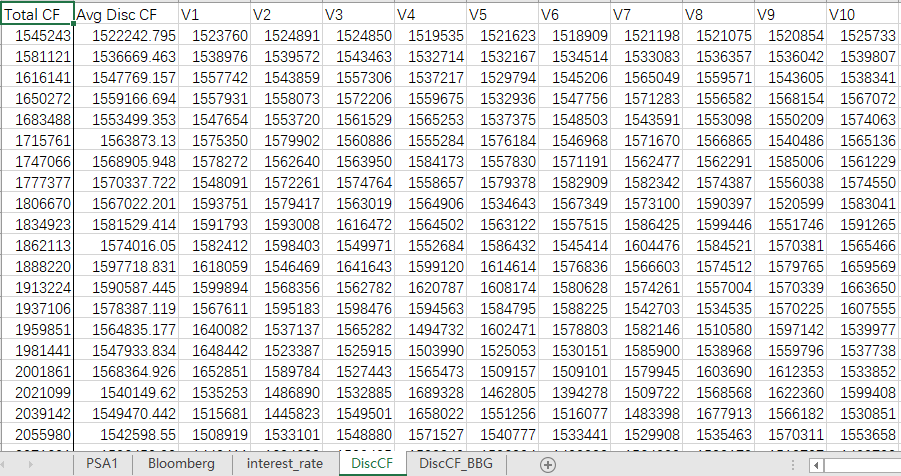 Total CF Avg Disc CF V1 V2 V3 V4 V5 V6 V7 V8 V9 V10
1545243 1522242.795 1523760 1524891 1524850 1519535 1521623 1518909 1521198 1521075 1520854 1525733
1581121 1536669.463 1538976 1539572 1543463 1532714 1532167 1534514 1533083 1536357 1536042 1539807
1616141 1547769.157 1557742 1543859 1557306 1537217 1529794 1545206 1565049 1559571 1543605 1538341
1650272 1559166.694 1557931 1558073 1572206 1559675 1532936 1547756 1571283 1556582 1568154 1567072
1683488 1553499.353 1547654 1553720 1561529 1565253 1537375 1548503 1543591 1553098 1550209 1574063
1715761 1563873.13 1575350 1579902 1560886 1555284 1576184 1546968 1571670 1566865 1540486 1565136
1747066 1568905.948 1578272 1562640 1563950 1584173 1557830 1571191 1562477 1562291 1585006 1561229
1777377 1570337.722 1548091 1572261 1574764 1558657 1579378 1582909 1582342 1574387 1556038 1574550
1806670 1567022.201 1593751 1579417 1563019 1564906 1534643 1567349 1573100 1590397 1520599 1583041
1834923 1581529.414 1591793 1593008 1616472 1564502 1563122 1557515 1586425 1599446 1551746 1591265
1862113 1574016.05 1582412 1598403 1549971 1552684 1586432 1545414 1604476 1584521 1570381 1565466
1888220 1597718.831 1618059 1546469 1641643 1599120 1614614 1576836 1566603 1574512 1579765 1659569
1913224 1590587.445 1599894 1568356 1562782 1620787 1608174 1580628 1574261 1557004 1570339 1663650
1937106 1578387.119 1567611 1595183 1598476 1594563 1584795 1588225 1542703 1534535 1570225 1607555
1959851 1564835.177 1640082 1537137 1565282 1494732 1602471 1578803 1582146 1510580 1597142 1539977
1981441 1547933.834 1648442 1523387 1525915 1503990 1525053 1530151 1585900 1538968 1559796 1537738
2001861 1568364.926 1652851 1589784 1527443 1565473 1509157 1509101 1579945 1603690 1612353 1533852
2021099 1540149.62 1535253 1486890 1532885 1689328 1462805 1394278 1509722 1568568 1622360 1599408
2039142 1549470.442 1515681 1445823 1549501 1658022 1551256 1516077 1483398 1677913 1566182 1530851
2055980 1542598.55 1508919 1533101 1548880 1571527 1540777 1533441 1529908 1535463 1570311 1553658
PSA1 Bloomberg interest_rate DiscCF DiscCF_BBG